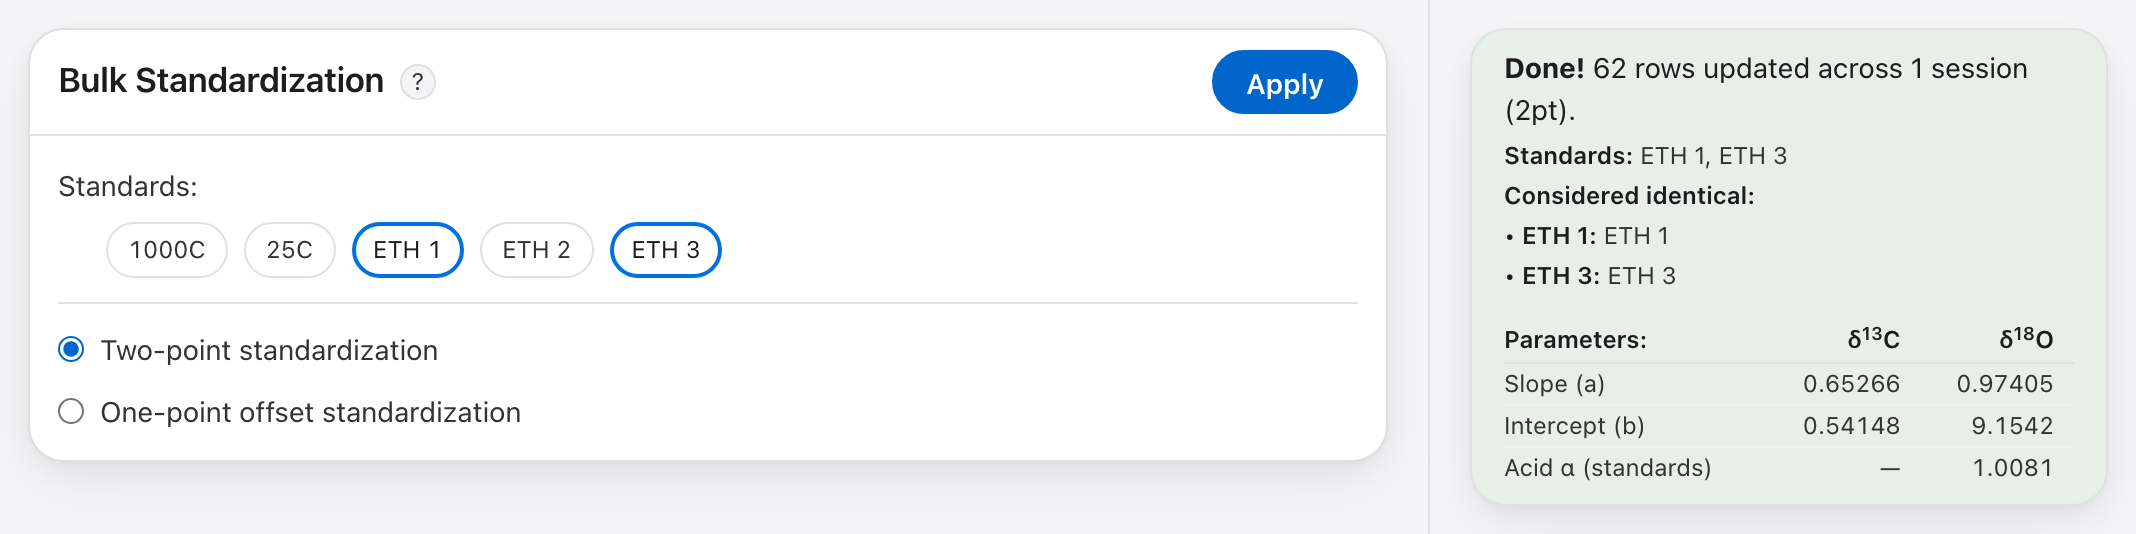 Bulk Standardization ?
Apply
Standards:
1000C 25C ETH 1 ETH 2 ETH 3
Two-point standardization
One-point offset standardization
Done! 62 rows updated across 1 session
(2pt).
Standards: ETH 1, ETH 3
Considered identical:
• ETH 1: ETH 1
• ETH 3: ETH 3
Parameters: δ¹³C δ¹⁸O
Slope (a) 0.65266 0.97405
Intercept (b) 0.54148 9.1542
Acid α (standards) — 1.0081